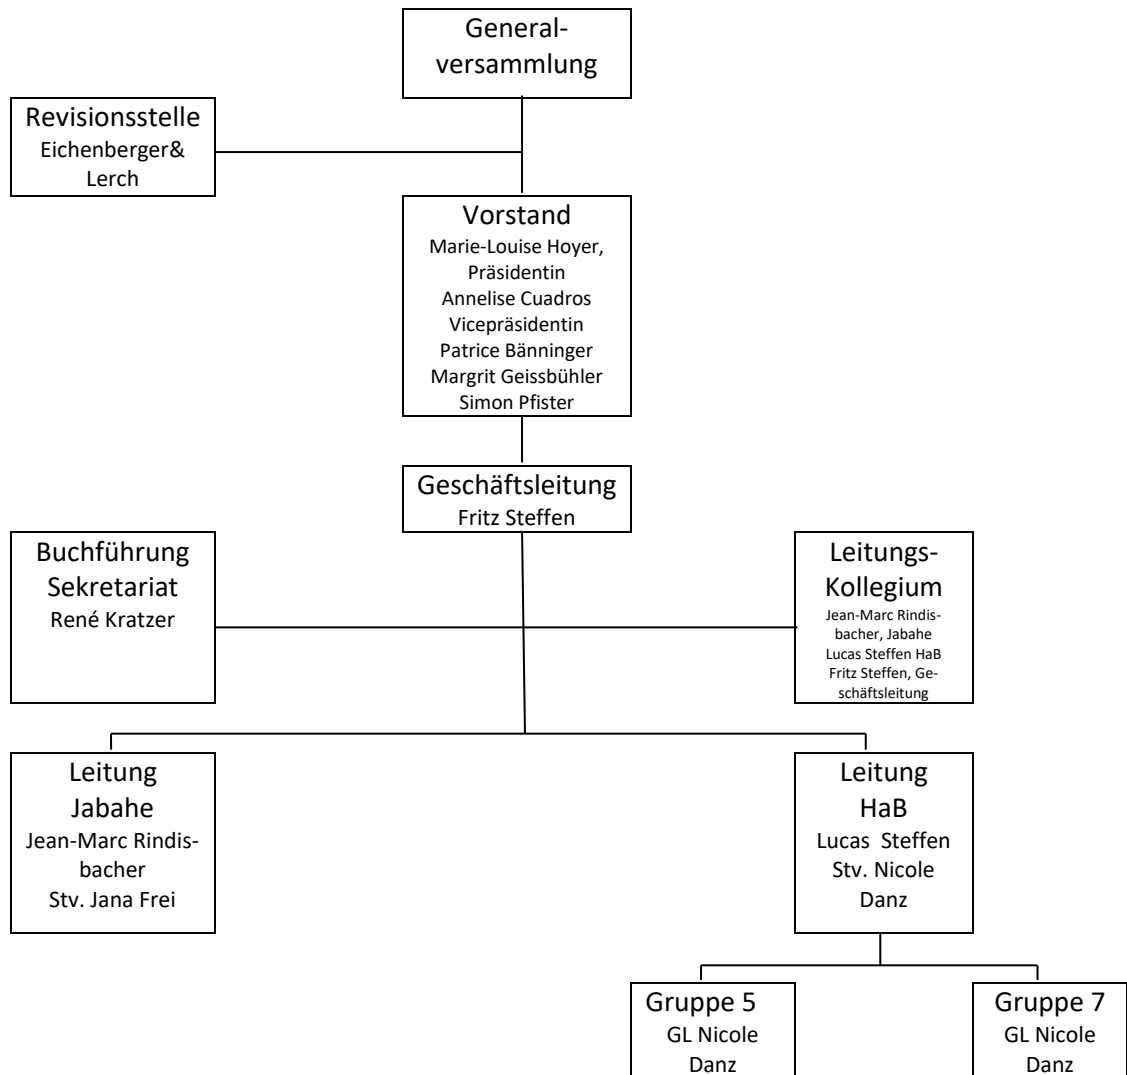 General-
versammlung
Revisionsstelle
Eichenberger&
Lerch
Vorstand
Marie-Louise Hoyer,
Präsidentin
Annelise Cuadros
Vicepräsidentin
Patrice Bänninger
Margrit Geissbühler
Simon Pfister
Geschäftsleitung
Fritz Steffen
Buchführung
Sekretariat
René Kratzer
Leitungs-
Kollegium
Jean-Marc Rindis-
bacher, Jabahe
Lucas Steffen HaB
Fritz Steffen, Ge-
schäftsleitung
Leitung
Jabahe
Jean-Marc Rindis-
bacher
Stv. Jana Frei
Leitung
HaB
Lucas  Steffen
Stv. Nicole
Danz
Gruppe 5
GL Nicole
Danz
Gruppe 7
GL Nicole
Danz